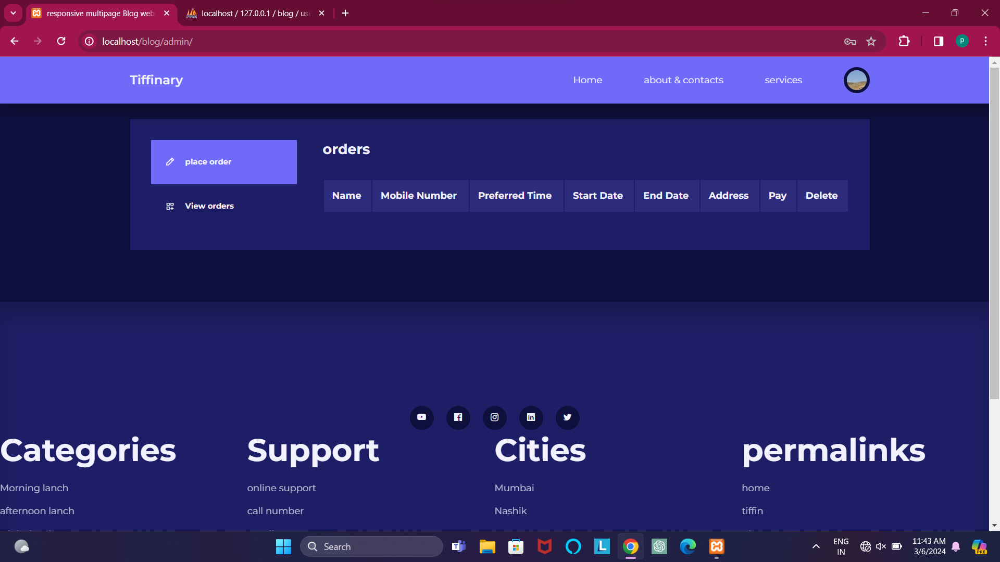 responsive multipage Blog web
localhost / 127.0.0.1 / blog / use
localhost/blog/admin/
P
Tiffinary
Home
about & contacts
services
place order
View orders
orders
Name Mobile Number Preferred Time Start Date End Date Address Pay Delete
Categories
Morning lanch
afternoon lanch
Support
online support
call number
Cities
Mumbai
Nashik
permalinks
home
tiffin
Search
ENG
IN
11:43 AM
3/6/2024
PRE